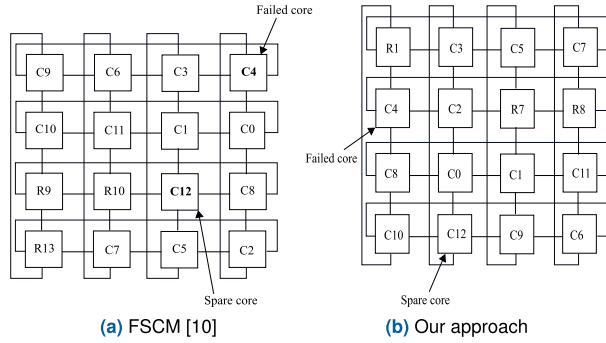 Failed core
C9 C6 C3 C4
C10 C11 C1 C0
R9 R10 C12 C8
R13 C7 C5 C2
Spare core
(a) FSCM [10]
R1 C3 C5 C7
C4 C2 R7 R8
Failed core
C8 C0 C1 C11
C10 C12 C9 C6
Spare core
(b) Our approach